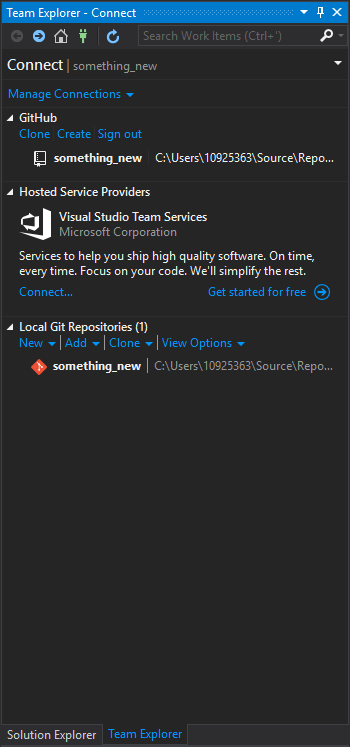 Team Explorer - Connect
Search Work Items (Ctrl+')
Connect | something_new
Manage Connections
GitHub
Clone | Create | Sign out
something_new | C:\Users\10925363\Source\Repo...
Hosted Service Providers
Visual Studio Team Services
Microsoft Corporation
Services to help you ship high quality software. On time,
every time. Focus on your code. We'll simplify the rest.
Connect... Get started for free
Local Git Repositories (1)
New | Add | Clone | View Options
something_new | C:\Users\10925363\Source\Repo...
Solution Explorer Team Explorer